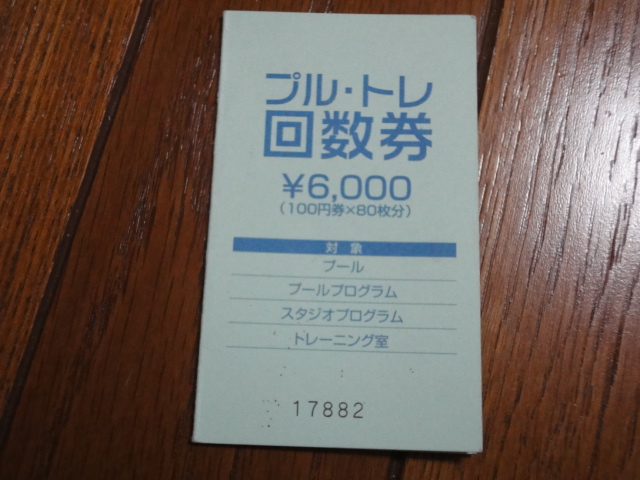 プル・トレ
回数券
￥6,000
(100円券×80枚分)
対象
プール
プールプログラム
スタジオプログラム
トレーニング室
17882